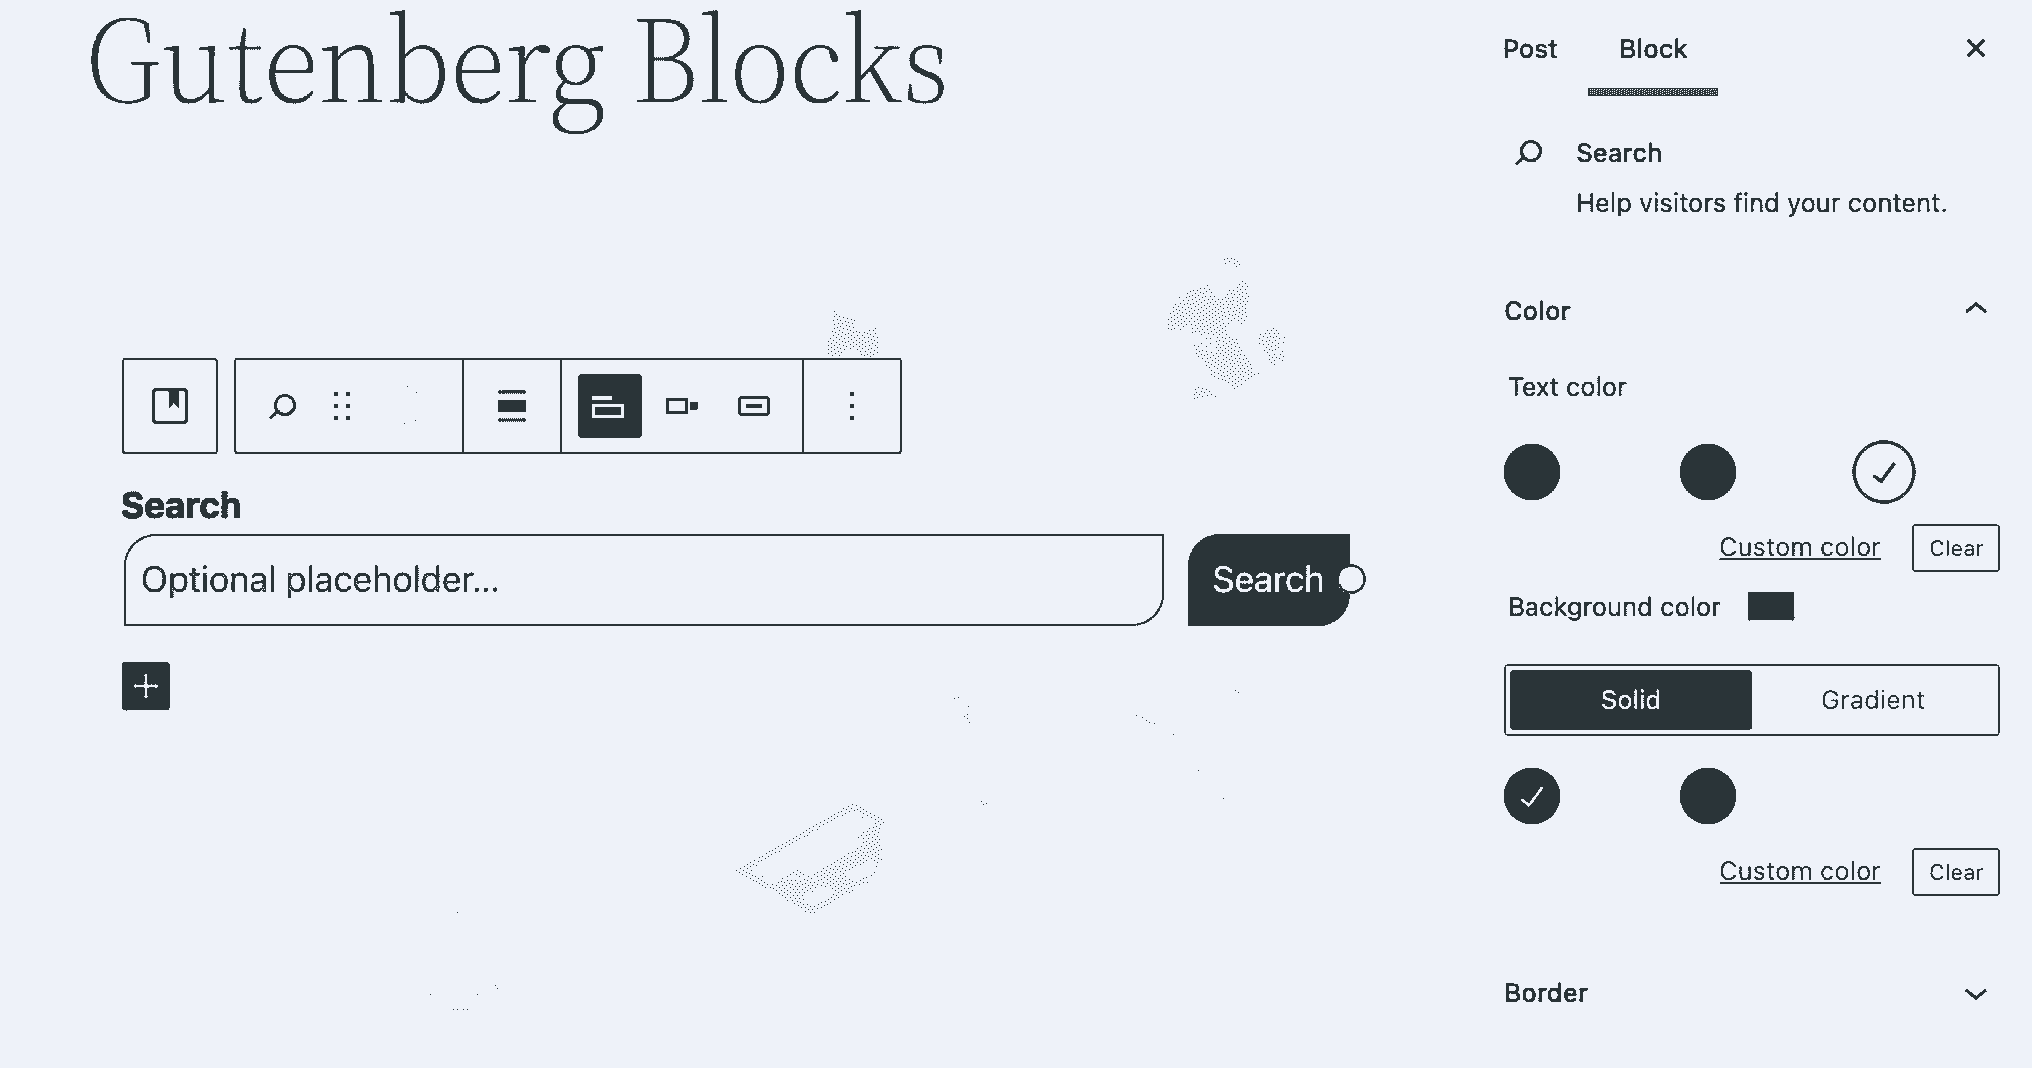 Gutenberg Blocks
Search
Optional placeholder...
Search
Post
Block
Search
Help visitors find your content.
Color
Text color
Custom color
Clear
Background color
Solid
Gradient
Custom color
Clear
Border